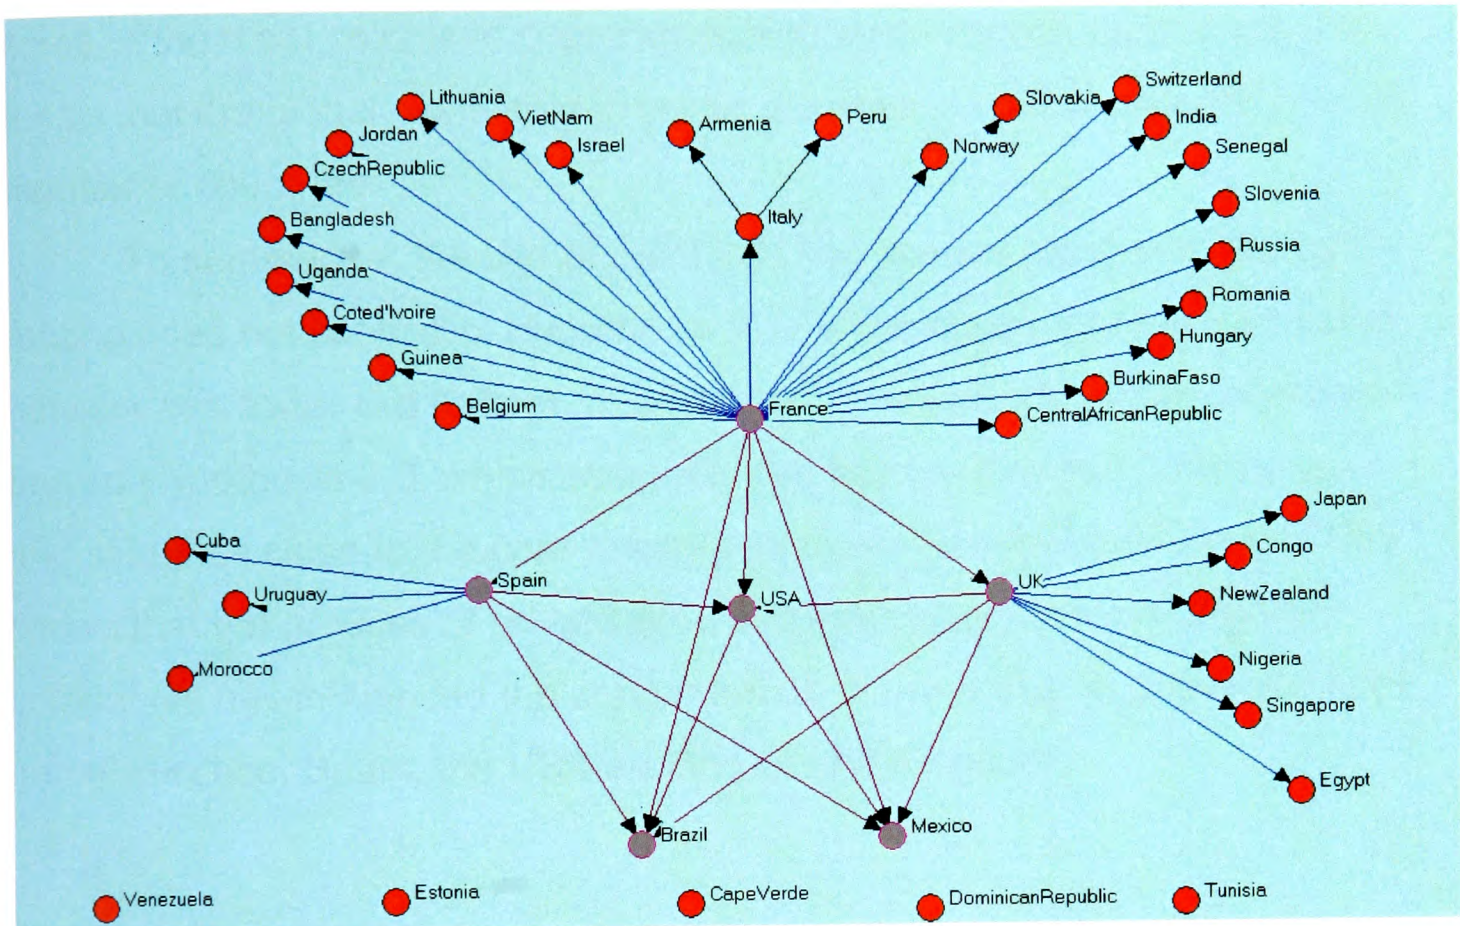 Switzerland
Lithuania
Slovakia
VietNam
Armenia
Peru
India
Jordan
Israel
Norway
Senegal
CzechRepublic
Slovenia
Bangladesh
Italy
Russia
Uganda
Romania
Coted'Ivoire
Hungary
Guinea
BurkinaFaso
Belgium
France
CentralAfricanRepublic
Japan
Cuba
Congo
Spain
UK
Uruguay
USA
NewZealand
Morocco
Nigeria
Singapore
Egypt
Brazil
Mexico
Venezuela
Estonia
CapeVerde
DominicanRepublic
Tunisia